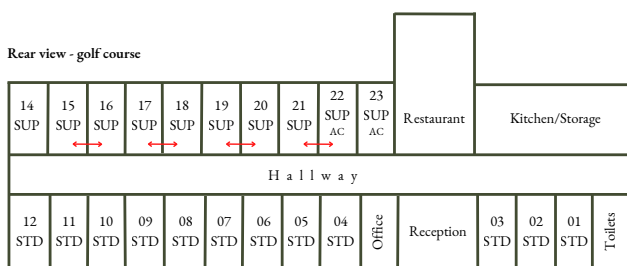 Rear view - golf course
14 15 16 17 18 19 20 21 22 23
SUP SUP SUP SUP SUP SUP SUP SUP SUP SUP Restaurant Kitchen/Storage
AC AC
Hallway
12 11 10 09 08 07 06 05 04 Office Reception 03 02 01 Toilets
STD STD STD STD STD STD STD STD STD STD STD STD